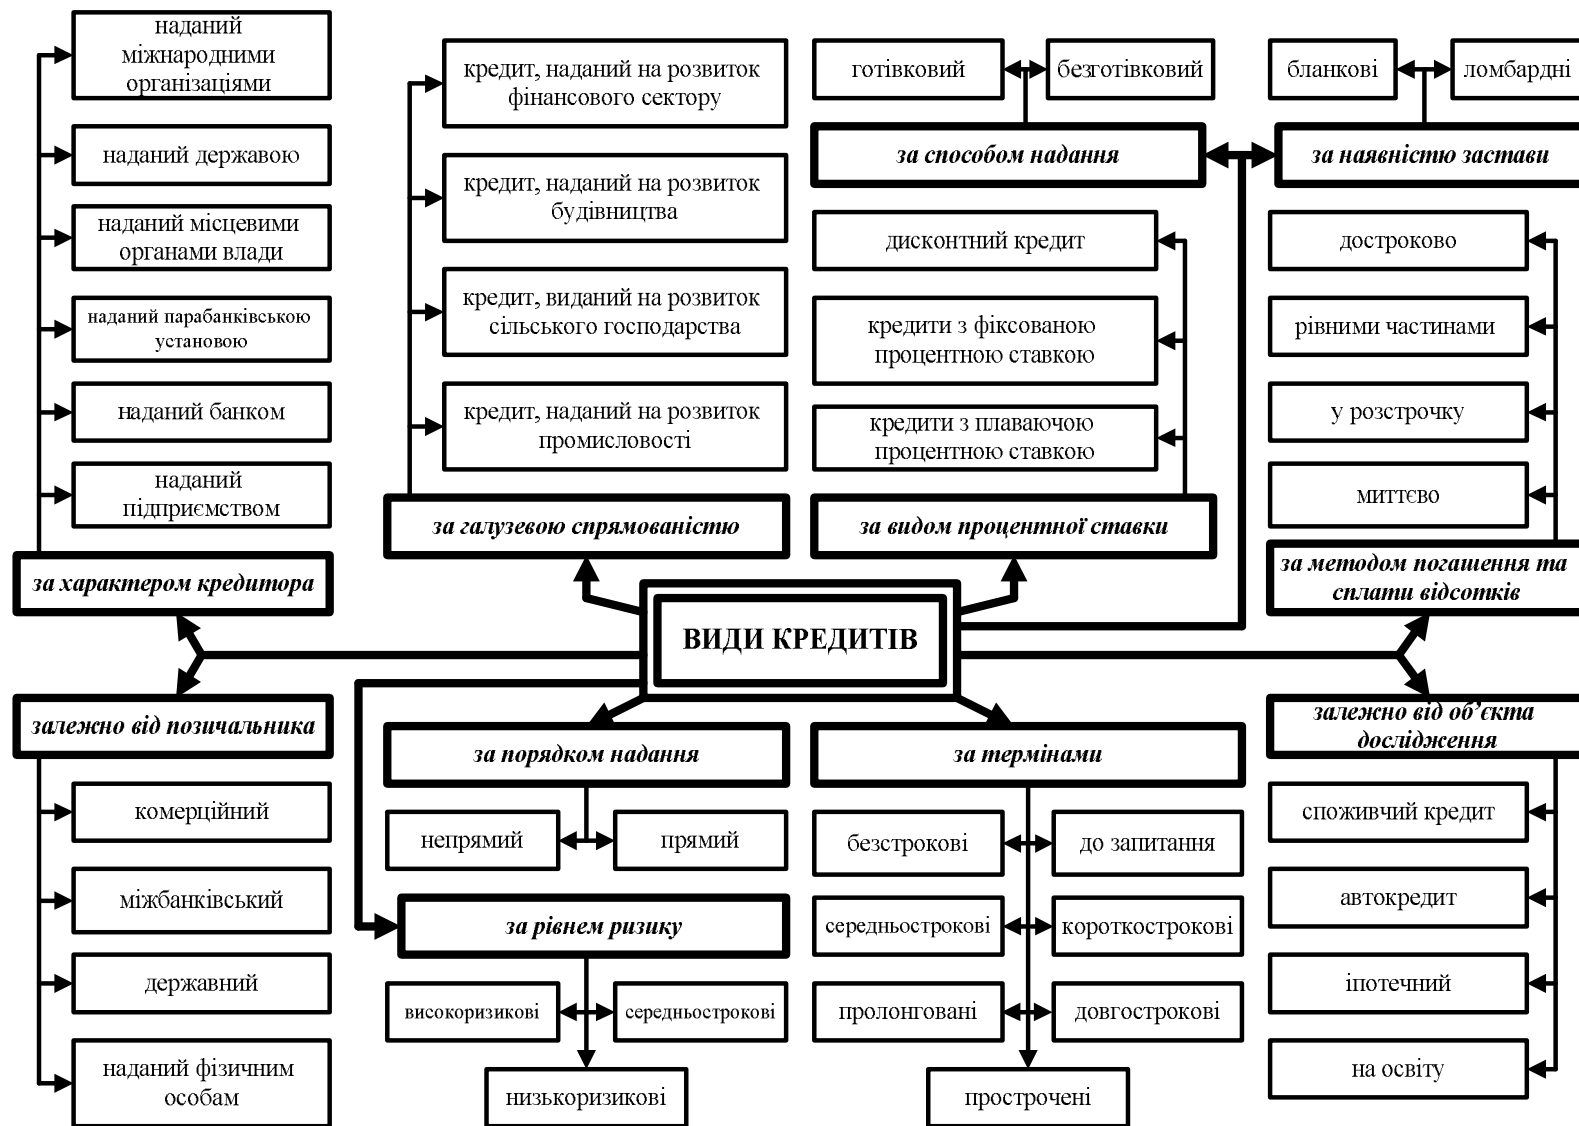 наданий
міжнародними
організаціями
наданий державою
наданий місцевими
органами влади
наданий парабанківською
установою
наданий банком
наданий
підприємством
за характером кредитора
кредит, наданий на розвиток
фінансового сектору
кредит, наданий на розвиток
будівництва
кредит, виданий на розвиток
сільського господарства
кредит, наданий на розвиток
промисловості
за галузевою спрямованістю
готівковий
безготівковий
за способом надання
дисконтний кредит
кредити з фіксованою
процентною ставкою
кредити з плаваючою
процентною ставкою
за видом процентної ставки
бланкові
ломбардні
за наявністю застави
достроково
рівними частинами
у розстрочку
миттєво
за методом погашення та
сплати відсотків
ВИДИ КРЕДИТІВ
залежно від позичальника
комерційний
міжбанківський
державний
наданий фізичним
особам
за порядком надання
непрямий
прямий
за рівнем ризику
високоризикові
середньострокові
низькоризикові
за термінами
безстрокові
до запитання
середньострокові
короткострокові
пролонговані
довгострокові
прострочені
залежно від об’єкта
дослідження
споживчий кредит
автокредит
іпотечний
на освіту